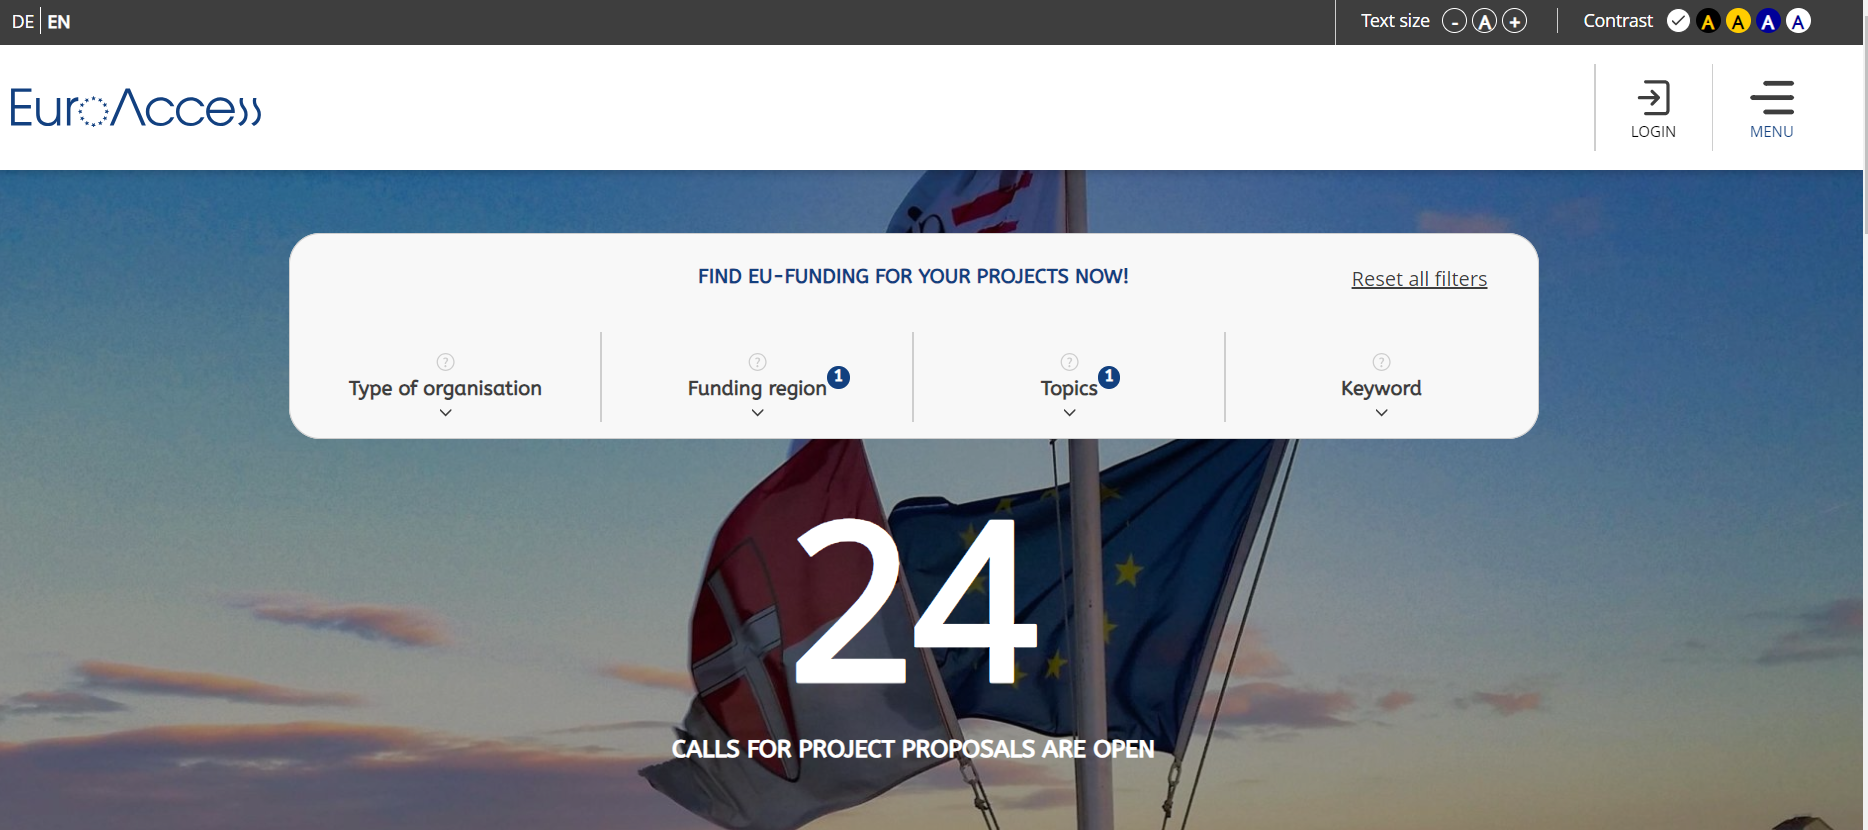 DE EN
Text size - A + Contrast A A A A
EuroAccess
LOGIN
MENU
FIND EU-FUNDING FOR YOUR PROJECTS NOW!
Reset all filters
? ? ? ?
Type of organisation
Funding region 1
Topics 1
Keyword
24
CALLS FOR PROJECT PROPOSALS ARE OPEN